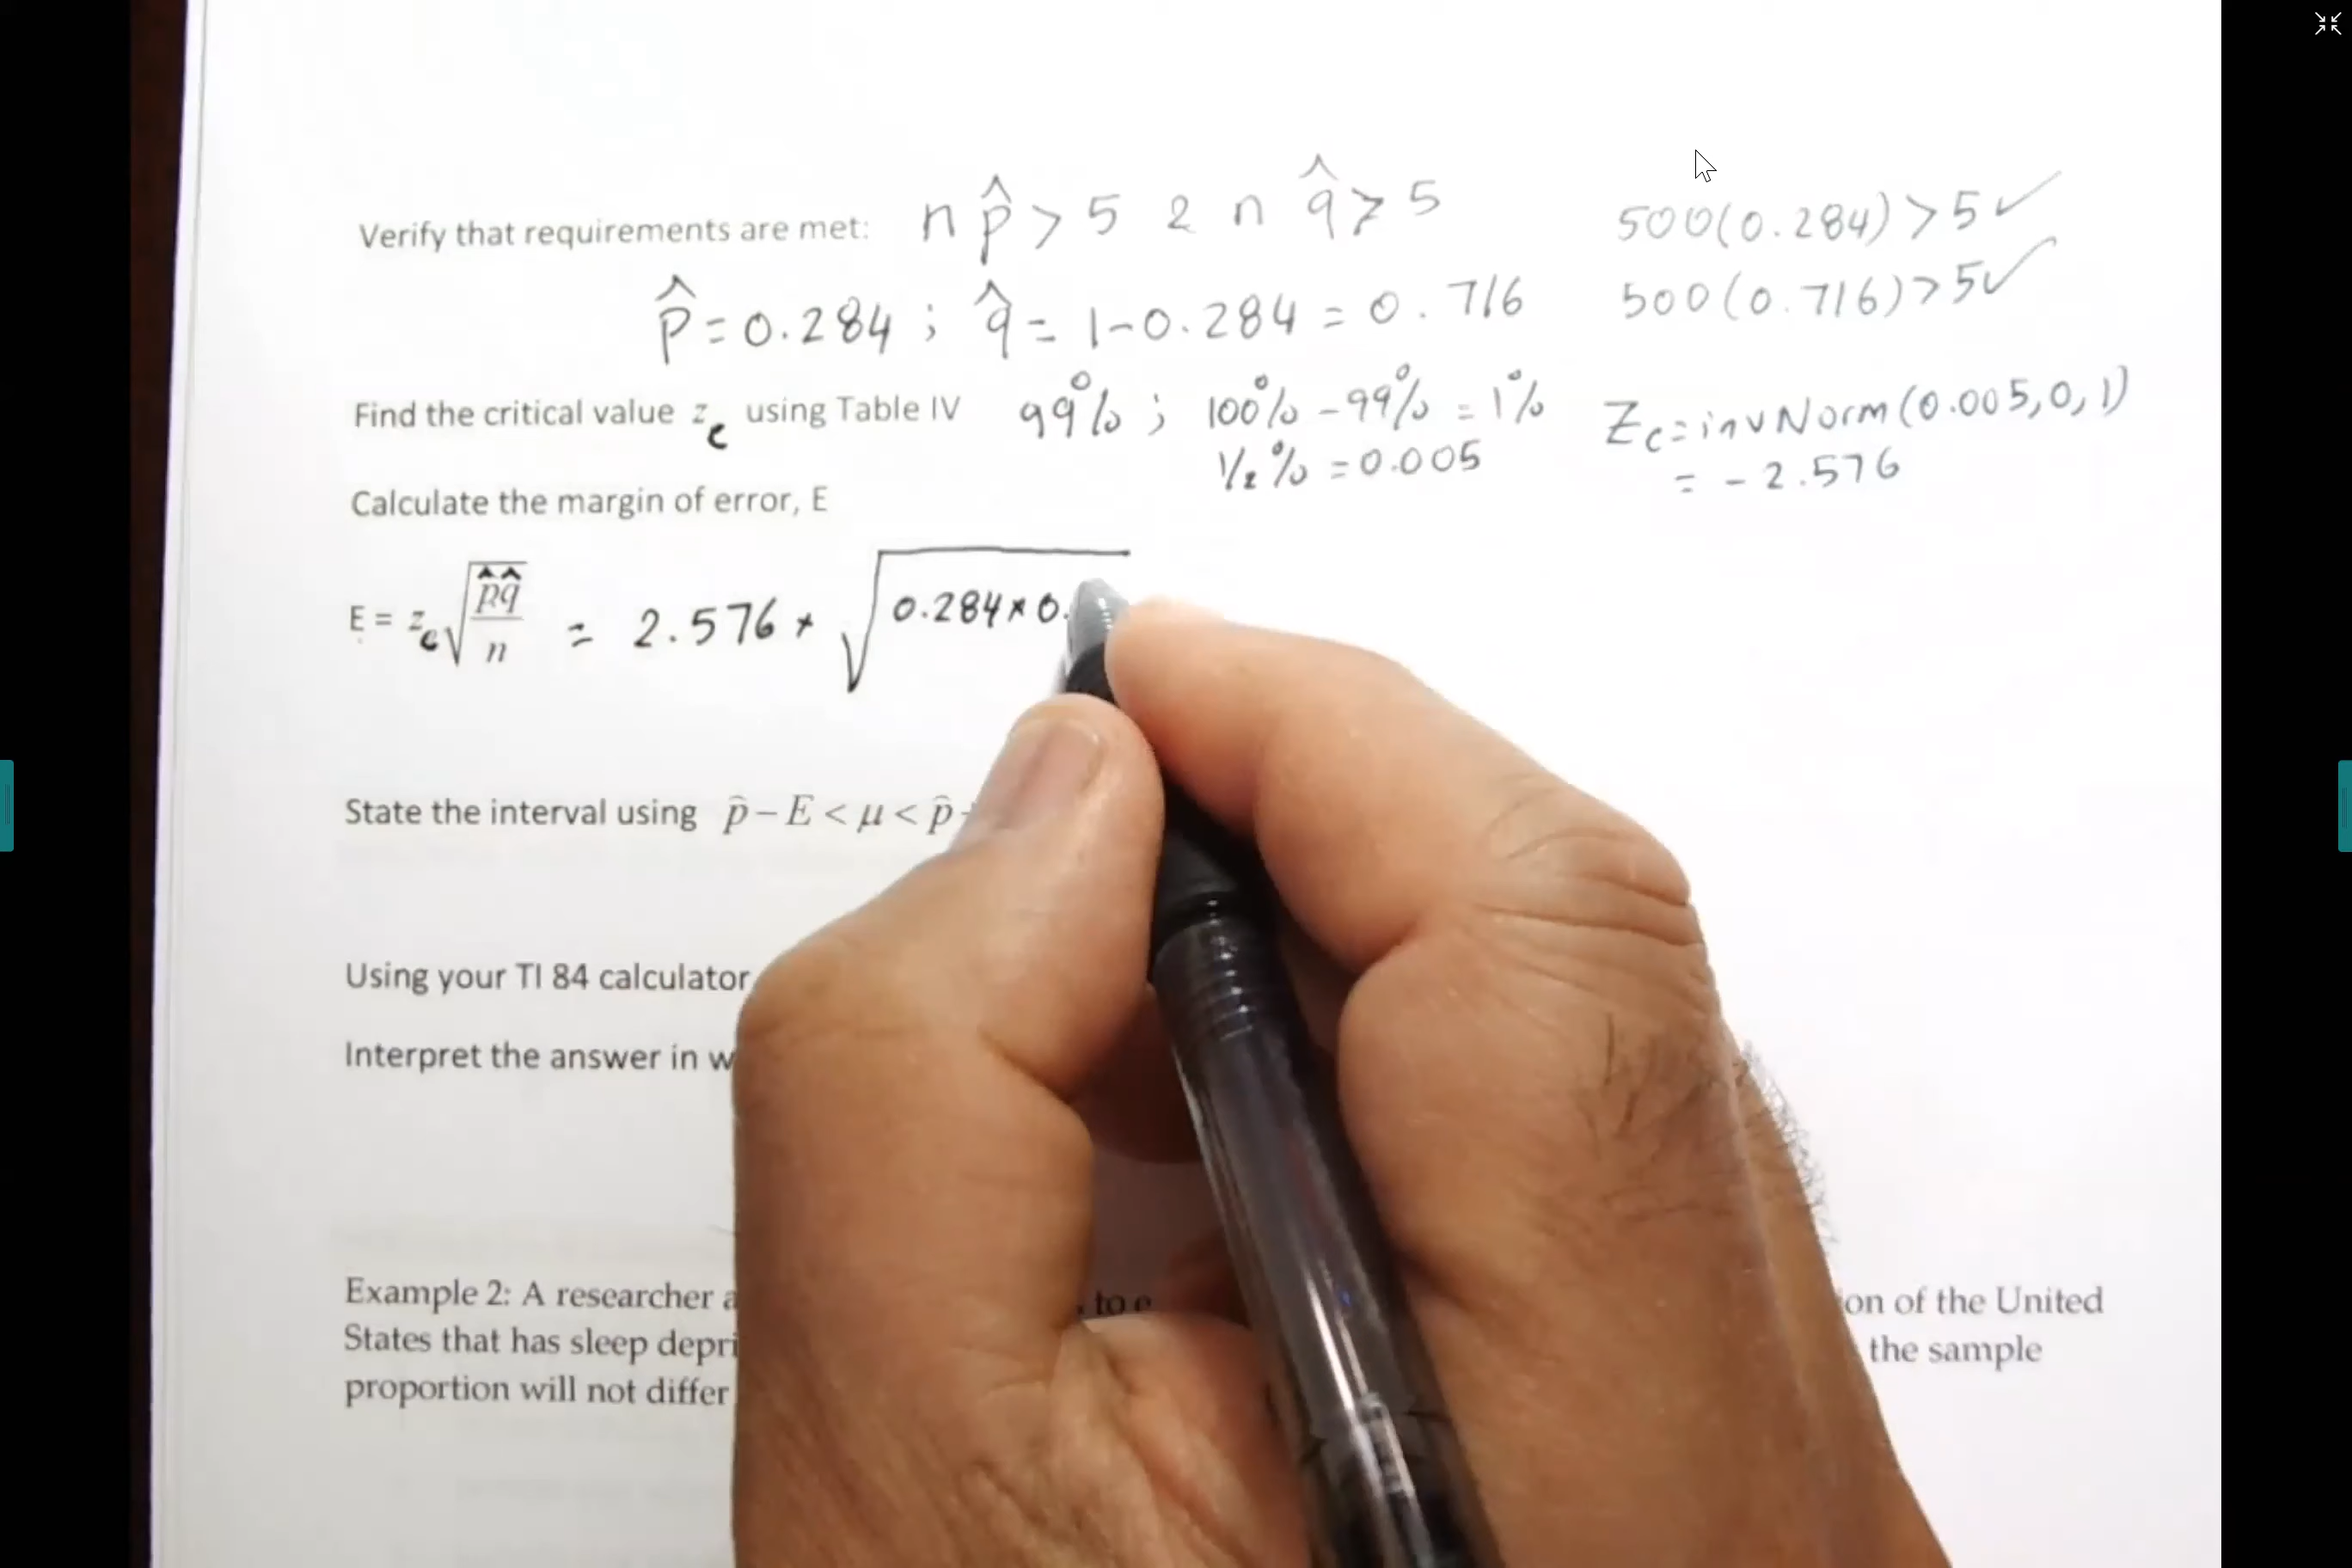 Verify that requirements are met: n p̂ > 5 & n q̂ > 5 500(0.284) > 5 ✓
p̂ = 0.284 ; q̂ = 1 - 0.284 = 0.716 500(0.716) > 5 ✓
Find the critical value z c using Table IV 99% ; 100% - 99% = 1% Zc = invNorm(0.005, 0, 1)
1/2 % = 0.005 = - 2.576
Calculate the margin of error, E
E = z c √(p̂q̂/n) = 2.576 * √(0.284 * 0.
State the interval using p̂ – E < μ < p̂
Using your TI 84 calculator
Interpret the answer in w
Example 2: A researcher a to e on of the United
States that has sleep depri the sample
proportion will not differ